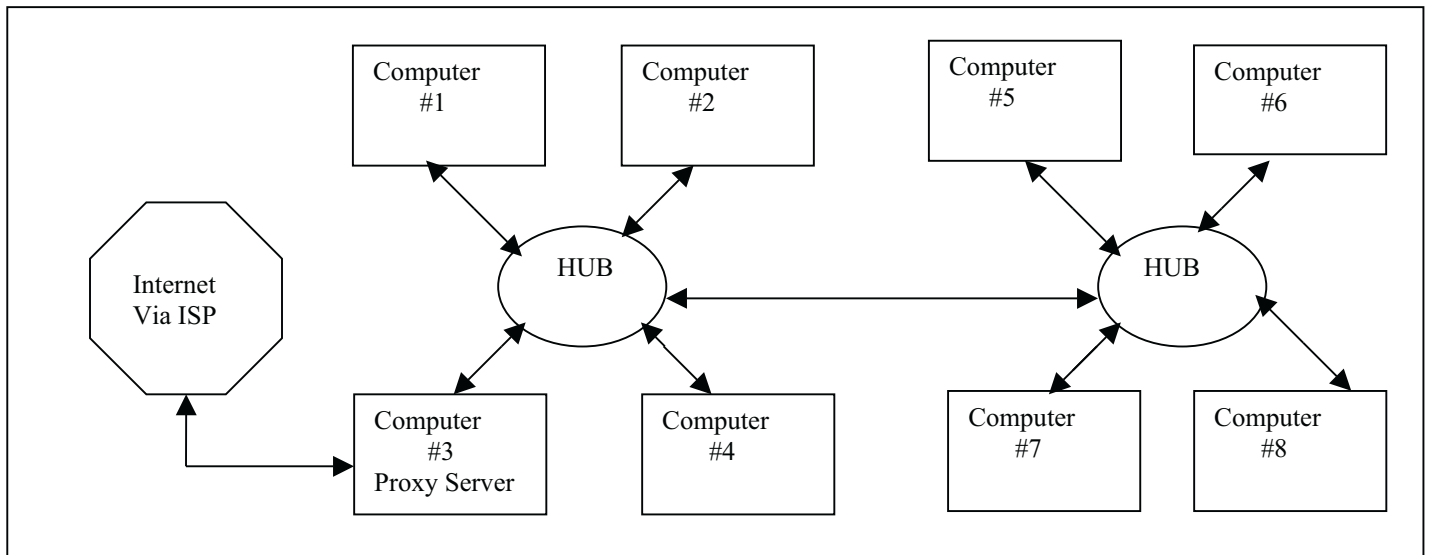 Computer
#1
Computer
#2
Computer
#5
Computer
#6
Internet
Via ISP
HUB
HUB
Computer
#3
Proxy Server
Computer
#4
Computer
#7
Computer
#8